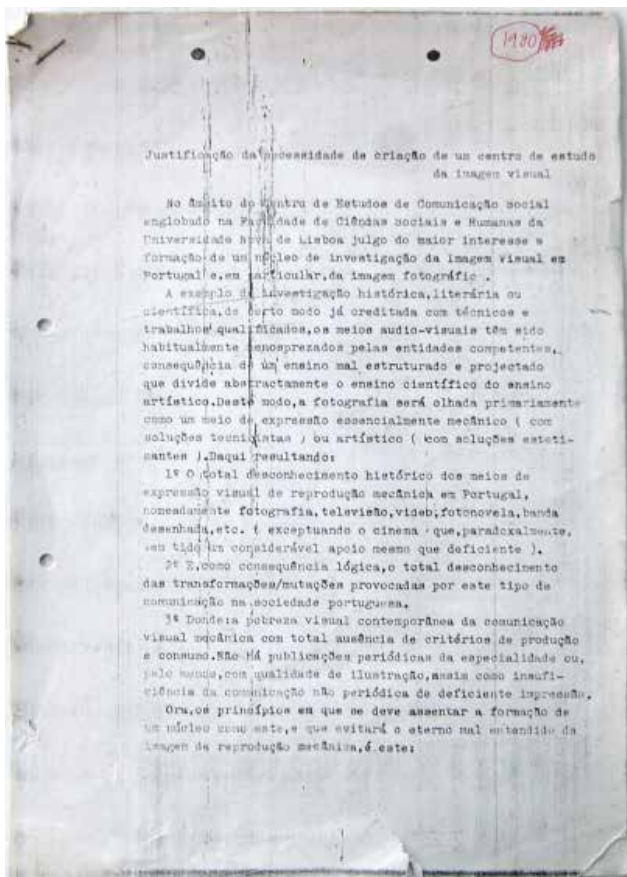 1980
Justificação da necessidade de criação de um centro de estudo
da imagem visual
No âmbito do Centro de Estudos de Comunicação social
englobado na Faculdade de Ciências sociais e Humanas da
Universidade Nova de Lisboa julgo do maior interesse a
formação de um núcleo de investigação da imagem visual em
Portugal e,em particular,da imagem fotográfic .
A exemplo da investigação histórica,literária ou
científica,de certo modo já creditada com técnicos e
trabalhos qualificados,os meios audio-visuais têm sido
habitualmente menosprezados pelas entidades competentes,
consequência de um ensino mal estruturado e projectado
que divide abstractamente o ensino científico do ensino
artístico.Deste modo,a fotografia será olhada primariamente
como um meio de expressão essencialmente mecânico ( com
soluções tecnicistas ) ou artístico ( com soluções esteti-
zantes ).Daqui resultando:
1º O total desconhecimento histórico dos meios de
expressão visual de reprodução mecânica em Portugal,
nomeadamente fotografia,televisão,video,fotonovela,banda
desenhada,etc. ( exceptuando o cinema que,paradoxalmente,
tem tido um considerável apoio mesmo que deficiente ).
2º E,como consequência lógica,o total desconhecimento
das transformações/mutações provocadas por este tipo de
comunicação na sociedade portuguesa.
3º Donde:a pobreza visual contemporânea da comunicação
visual mecânica com total ausência de critérios de produção
e consumo.Não Há publicações periódicas da especialidade ou,
pelo menos,com qualidade de ilustração,assim como insufi-
ciência da comunicação não periódica de deficiente impressão.
Ora,os princípios em que se deve assentar a formação de
um núcleo como este,e que evitará o eterno mal entendido da
imagem da reprodução mecânica,é este: